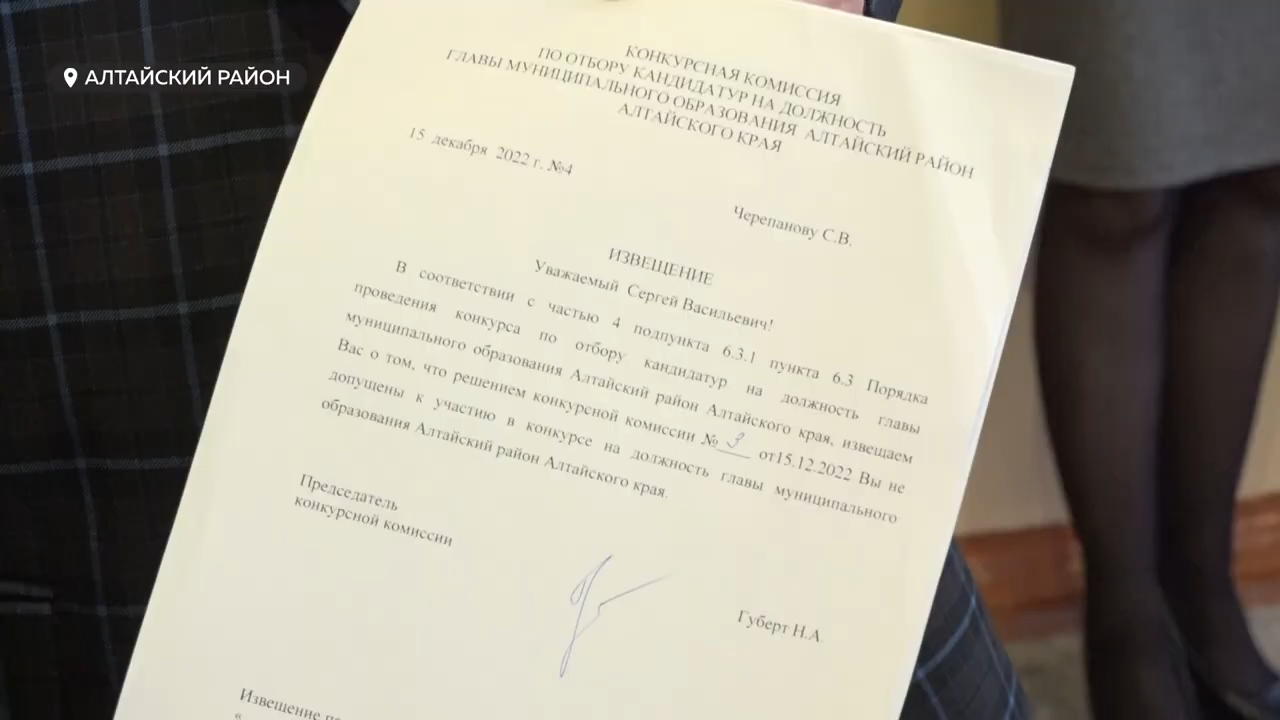 АЛТАЙСКИЙ РАЙОН
КОНКУРСНАЯ КОМИССИЯ
ПО ОТБОРУ КАНДИДАТУР НА ДОЛЖНОСТЬ
ГЛАВЫ МУНИЦИПАЛЬНОГО ОБРАЗОВАНИЯ АЛТАЙСКИЙ РАЙОН
АЛТАЙСКОГО КРАЯ
15 декабря 2022 г. №4
Черепанову С.В.
ИЗВЕЩЕНИЕ
Уважаемый Сергей Васильевич!
В соответствии с частью 4 подпункта 6.3.1 пункта 6.3 Порядка
проведения конкурса по отбору кандидатур на должность главы
муниципального образования Алтайский район Алтайского края, извещаем
Вас о том, что решением конкурсной комиссии № 3 от15.12.2022 Вы не
допущены к участию в конкурсе на должность главы муниципального
образования Алтайский район Алтайского края.
Председатель
конкурсной комиссии
Губерт Н.А.
Извещение
«